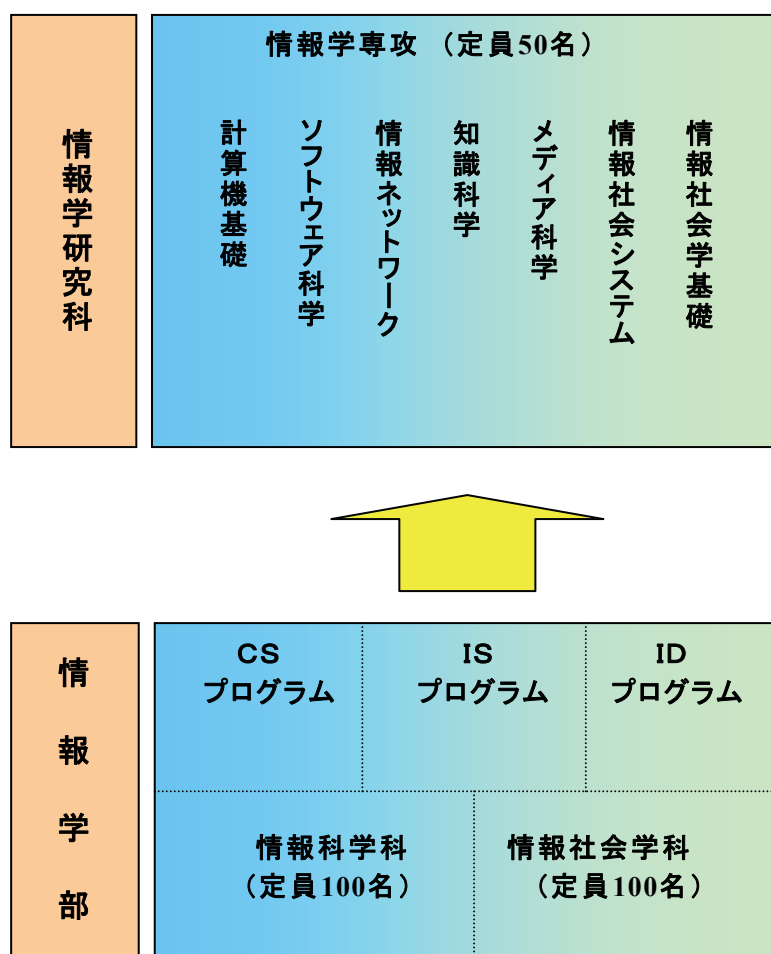 情報学研究科
情報学専攻 (定員50名)
計算機基礎
ソフトウェア科学
情報ネットワーク
知識科学
メディア科学
情報社会システム
情報社会学基礎
情報学部
CS
プログラム
IS
プログラム
ID
プログラム
情報科学科
(定員100名)
情報社会学科
(定員100名)